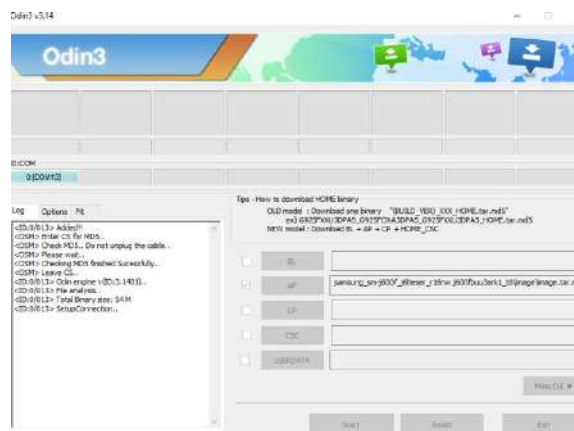 Odin3 v3.14
Odin3
ID:COM
0:[COM13]
Log Options Pit
<ID:0/013> Added!!
<OSM> Enter CS for MD5..
<OSM> Check MD5.. Do not unplug the cable..
<OSM> Please wait..
<OSM> Checking MD5 finished Sucessfully..
<OSM> Leave CS..
<ID:0/013> Odin engine v(ID:3.1401)..
<ID:0/013> File analysis..
<ID:0/013> Total Binary size:
<ID:0/013> SetupConnection..
Tips - How to download HOME binary
OLD model : Download one binary "(BUILD_VER)_XXX_HOME.tar.md5"
NEW model : Download BL + AP + CP + HOME_CSC
BL
AP
CP
CSC
USERDATA
Start
Reset
Exit